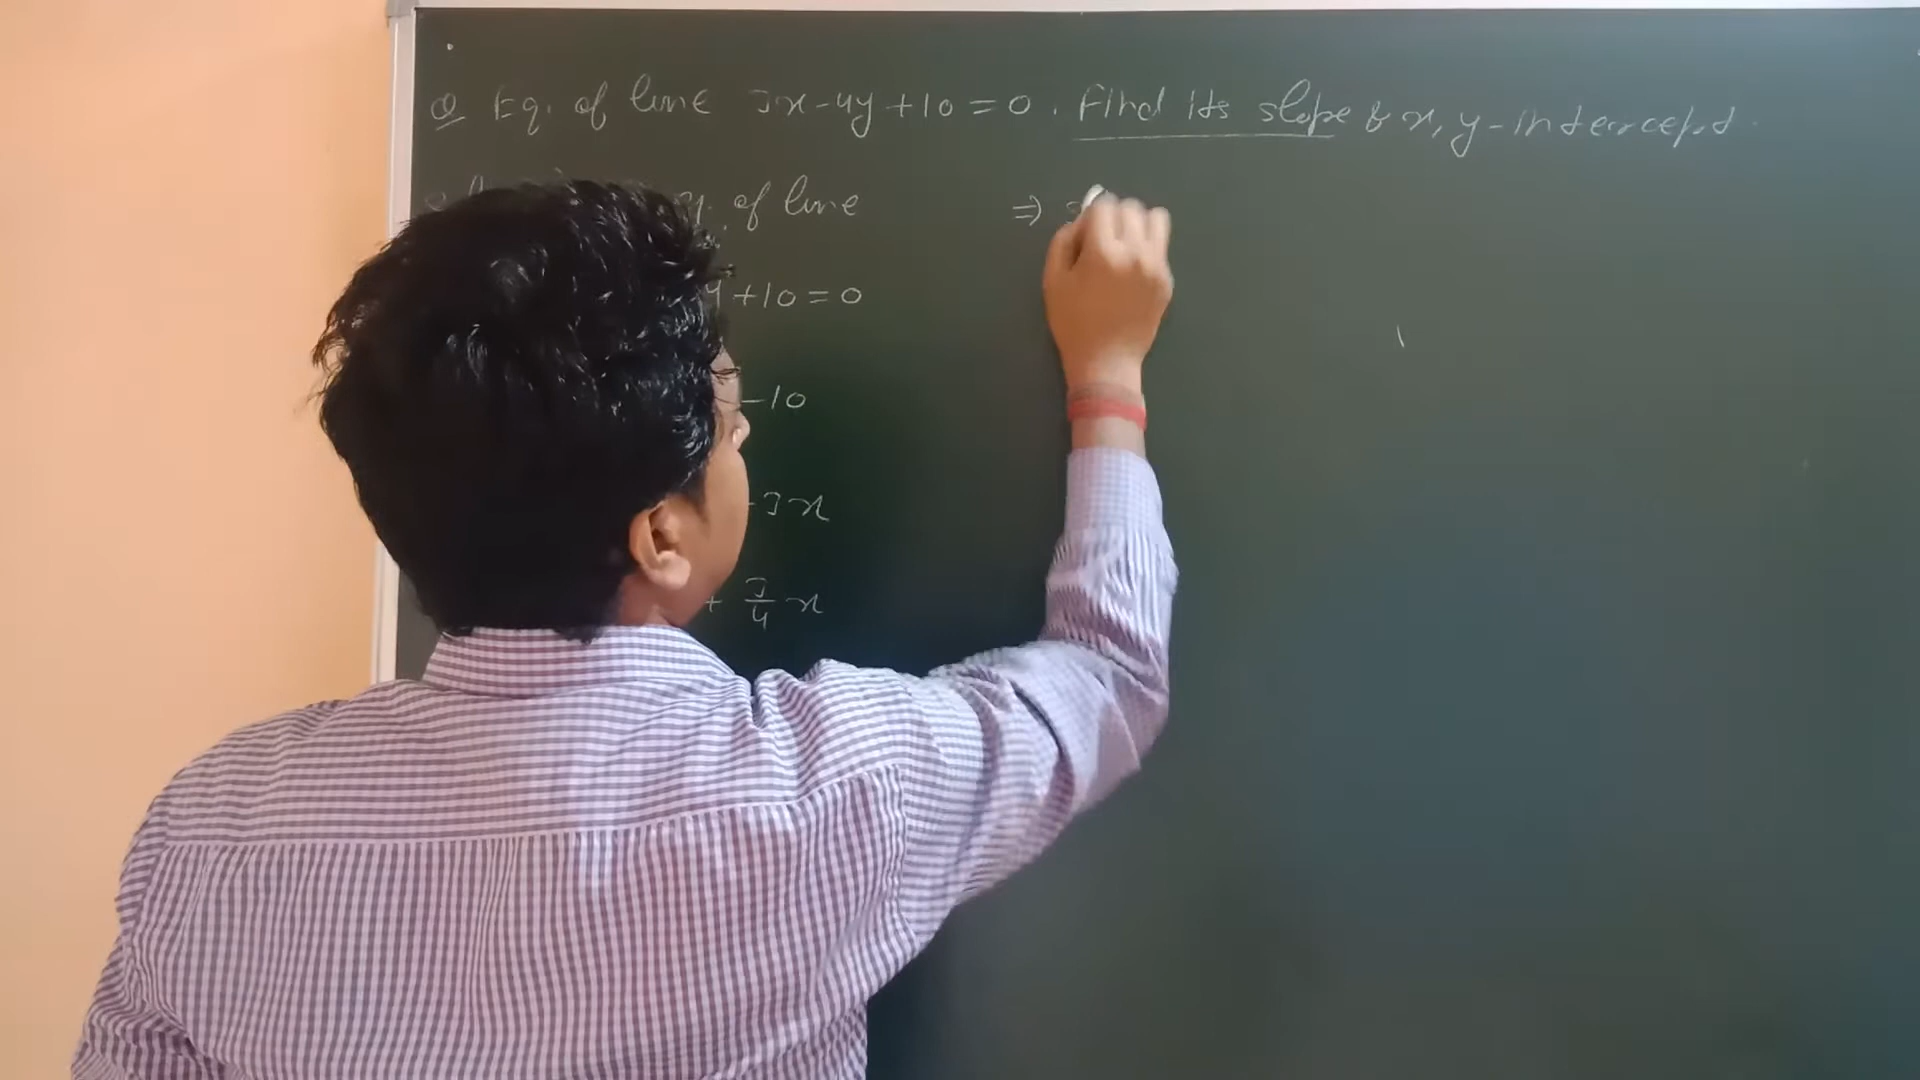 Q Eq. of line 3x-4y+10=0. Find its slope & x, y-intercept.
of line
+10=0
-10
3x
+ 3/4 x
⇒